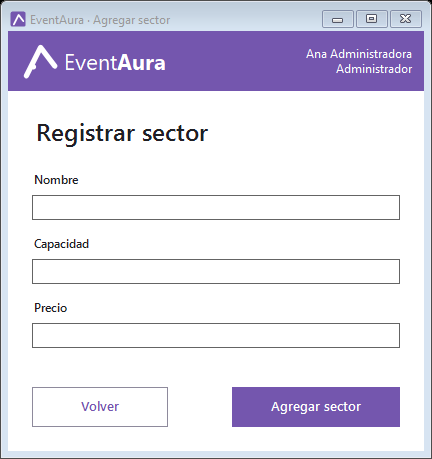 EventAura · Agregar sector
EventAura
Ana Administradora
Administrador
Registrar sector
Nombre
Capacidad
Precio
Volver
Agregar sector